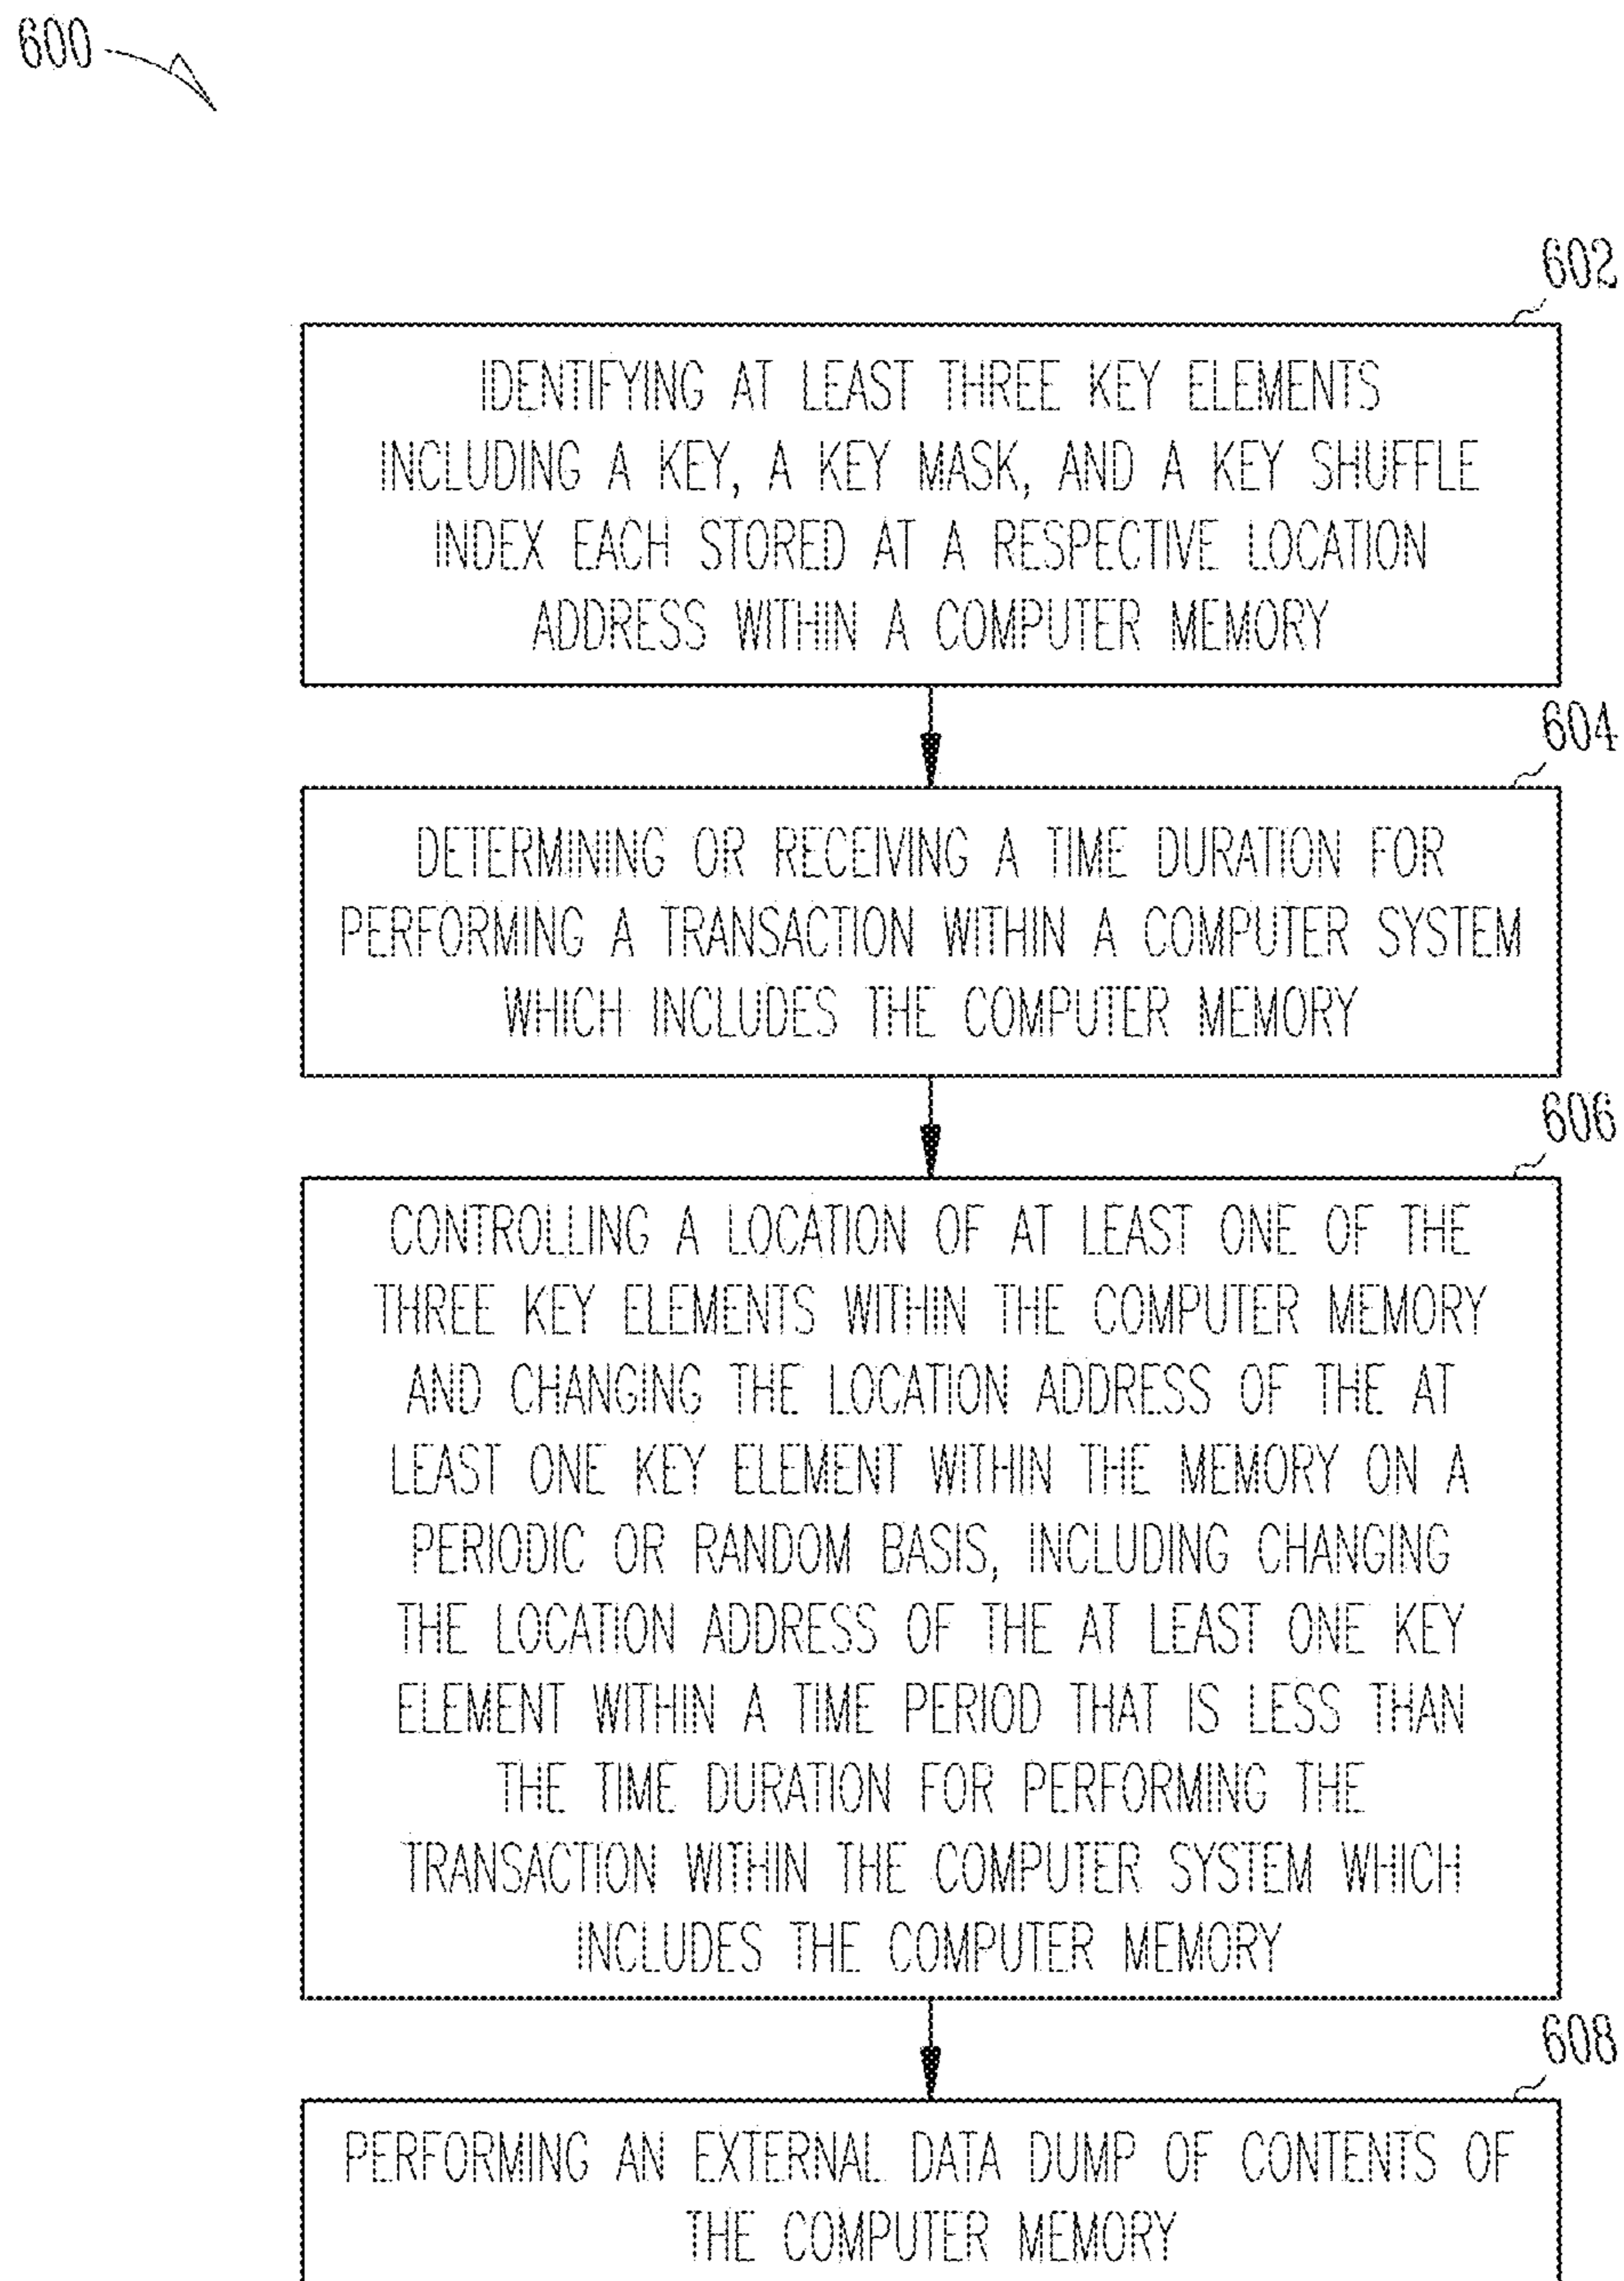 600
602
IDENTIFYING AT LEAST THREE KEY ELEMENTS
INCLUDING A KEY, A KEY MASK, AND A KEY SHUFFLE
INDEX EACH STORED AT A RESPECTIVE LOCATION
ADDRESS WITHIN A COMPUTER MEMORY
604
DETERMINING OR RECEIVING A TIME DURATION FOR
PERFORMING A TRANSACTION WITHIN A COMPUTER SYSTEM
WHICH INCLUDES THE COMPUTER MEMORY
606
CONTROLLING A LOCATION OF AT LEAST ONE OF THE
THREE KEY ELEMENTS WITHIN THE COMPUTER MEMORY
AND CHANGING THE LOCATION ADDRESS OF THE AT
LEAST ONE KEY ELEMENT WITHIN THE MEMORY ON A
PERIODIC OR RANDOM BASIS, INCLUDING CHANGING
THE LOCATION ADDRESS OF THE AT LEAST ONE KEY
ELEMENT WITHIN A TIME PERIOD THAT IS LESS THAN
THE TIME DURATION FOR PERFORMING THE
TRANSACTION WITHIN THE COMPUTER SYSTEM WHICH
INCLUDES THE COMPUTER MEMORY
608
PERFORMING AN EXTERNAL DATA DUMP OF CONTENTS OF
THE COMPUTER MEMORY